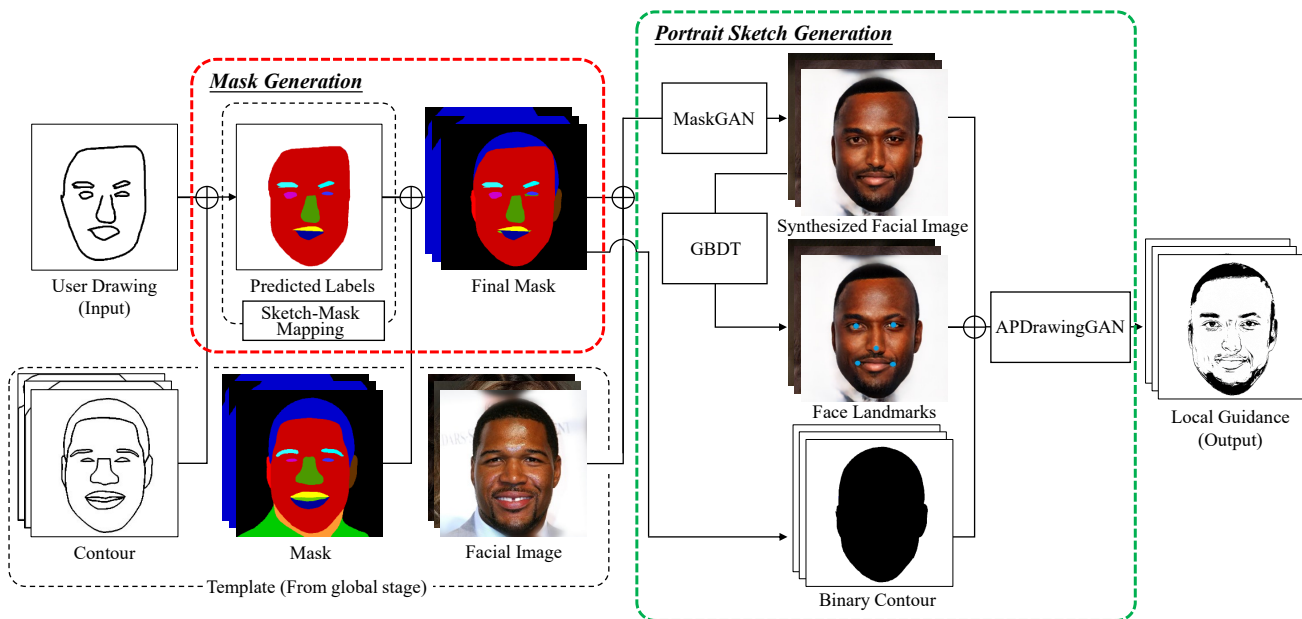 Portrait Sketch Generation
Mask Generation
MaskGAN
Synthesized Facial Image
GBDT
User Drawing
(Input)
Predicted Labels
Final Mask
Sketch-Mask
Mapping
APDrawingGAN
Face Landmarks
Local Guidance
(Output)
Contour
Mask
Facial Image
Template (From global stage)
Binary Contour